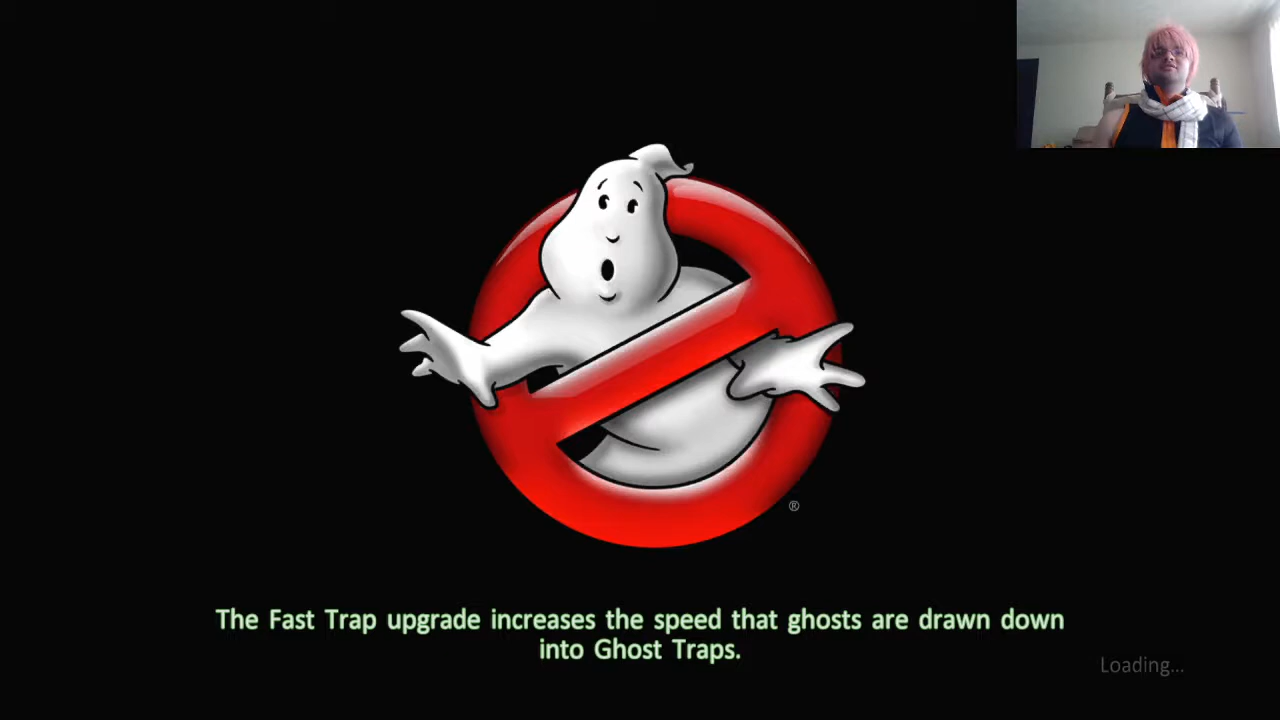 ®
The Fast Trap upgrade increases the speed that ghosts are drawn down
into Ghost Traps.
Loading...